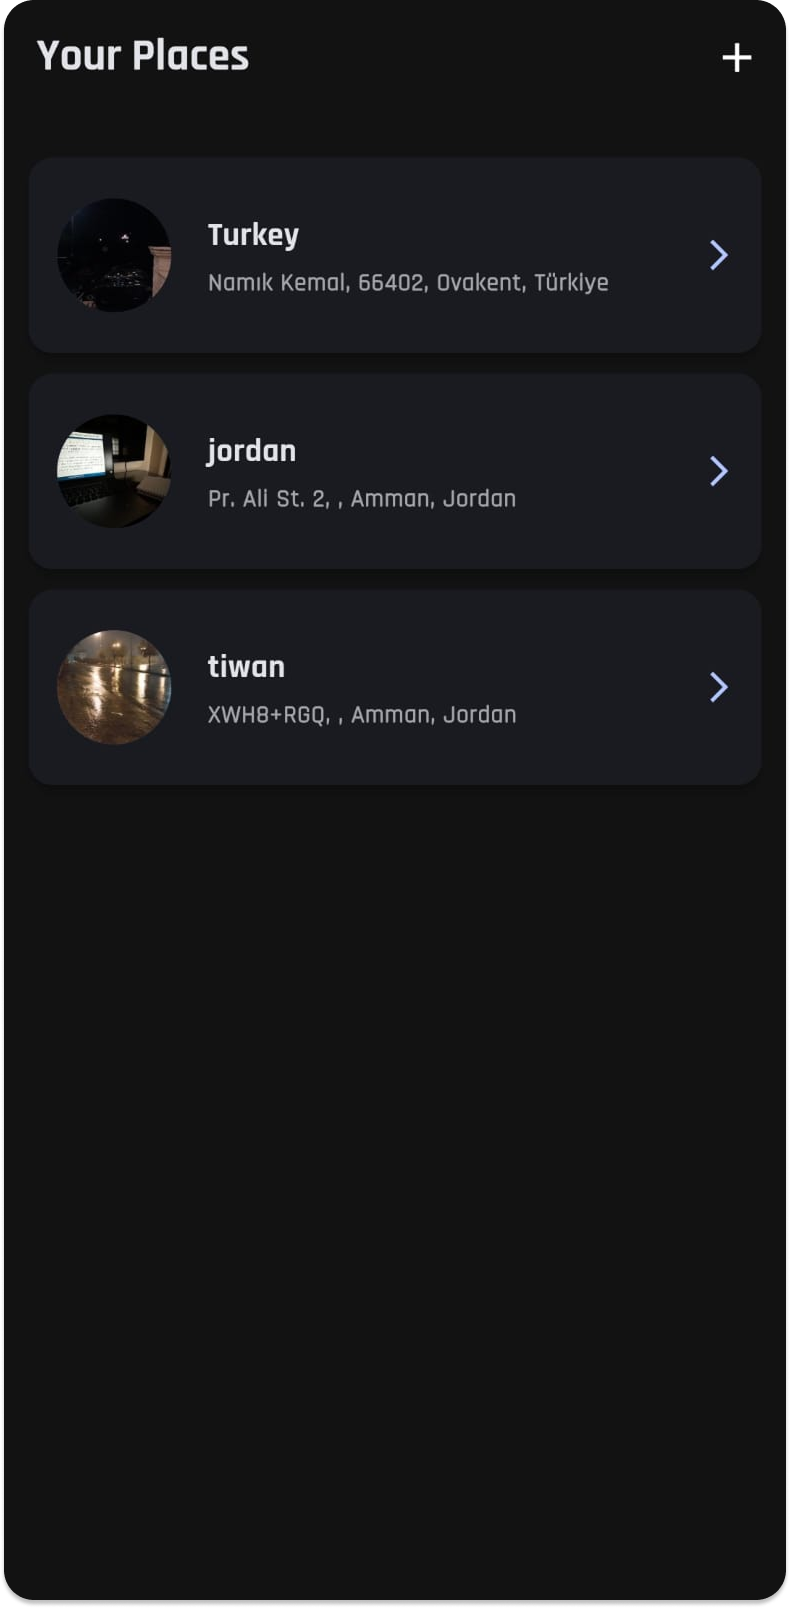 Your Places
Turkey
Namık Kemal, 66402, Ovakent, Türkiye
jordan
Pr. Ali St. 2, , Amman, Jordan
tiwan
XWH8+RGQ, , Amman, Jordan